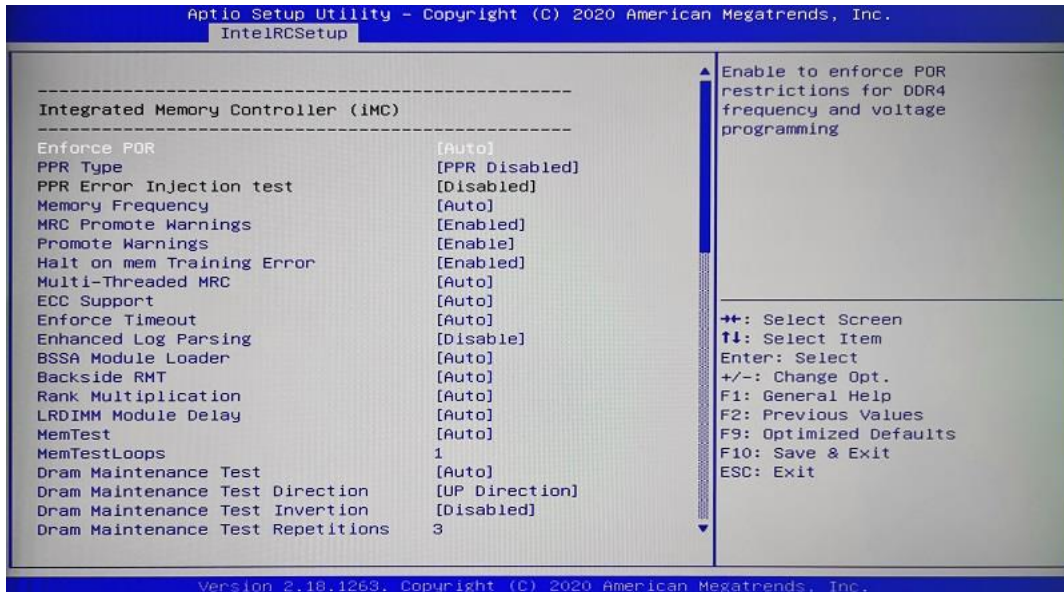 Aptio Setup Utility – Copyright (C) 2020 American Megatrends, Inc.
IntelRCSetup
Integrated Memory Controller (iMC)
Enforce POR [Auto]
PPR Type [PPR Disabled]
PPR Error Injection test [Disabled]
Memory Frequency [Auto]
MRC Promote Warnings [Enabled]
Promote Warnings [Enable]
Halt on mem Training Error [Enabled]
Multi-Threaded MRC [Auto]
ECC Support [Auto]
Enforce Timeout [Auto]
Enhanced Log Parsing [Disable]
BSSA Module Loader [Auto]
Backside RMT [Auto]
Rank Multiplication [Auto]
LRDIMM Module Delay [Auto]
MemTest [Auto]
MemTestLoops 1
Dram Maintenance Test [Auto]
Dram Maintenance Test Direction [UP Direction]
Dram Maintenance Test Invertion [Disabled]
Dram Maintenance Test Repetitions 3
Enable to enforce POR
restrictions for DDR4
frequency and voltage
programming
→←: Select Screen
↑↓: Select Item
Enter: Select
+/-: Change Opt.
F1: General Help
F2: Previous Values
F9: Optimized Defaults
F10: Save & Exit
ESC: Exit
Version 2.18.1263. Copyright (C) 2020 American Megatrends, Inc.